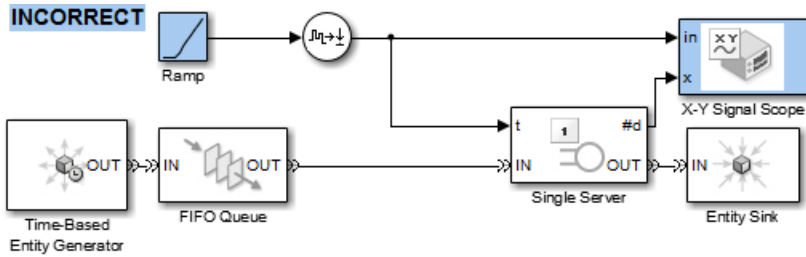 INCORRECT
Ramp
in
x
X-Y Signal Scope
XY
t
#d
1
IN
OUT
Single Server
OUT
Time-Based
Entity Generator
IN
OUT
FIFO Queue
IN
Entity Sink